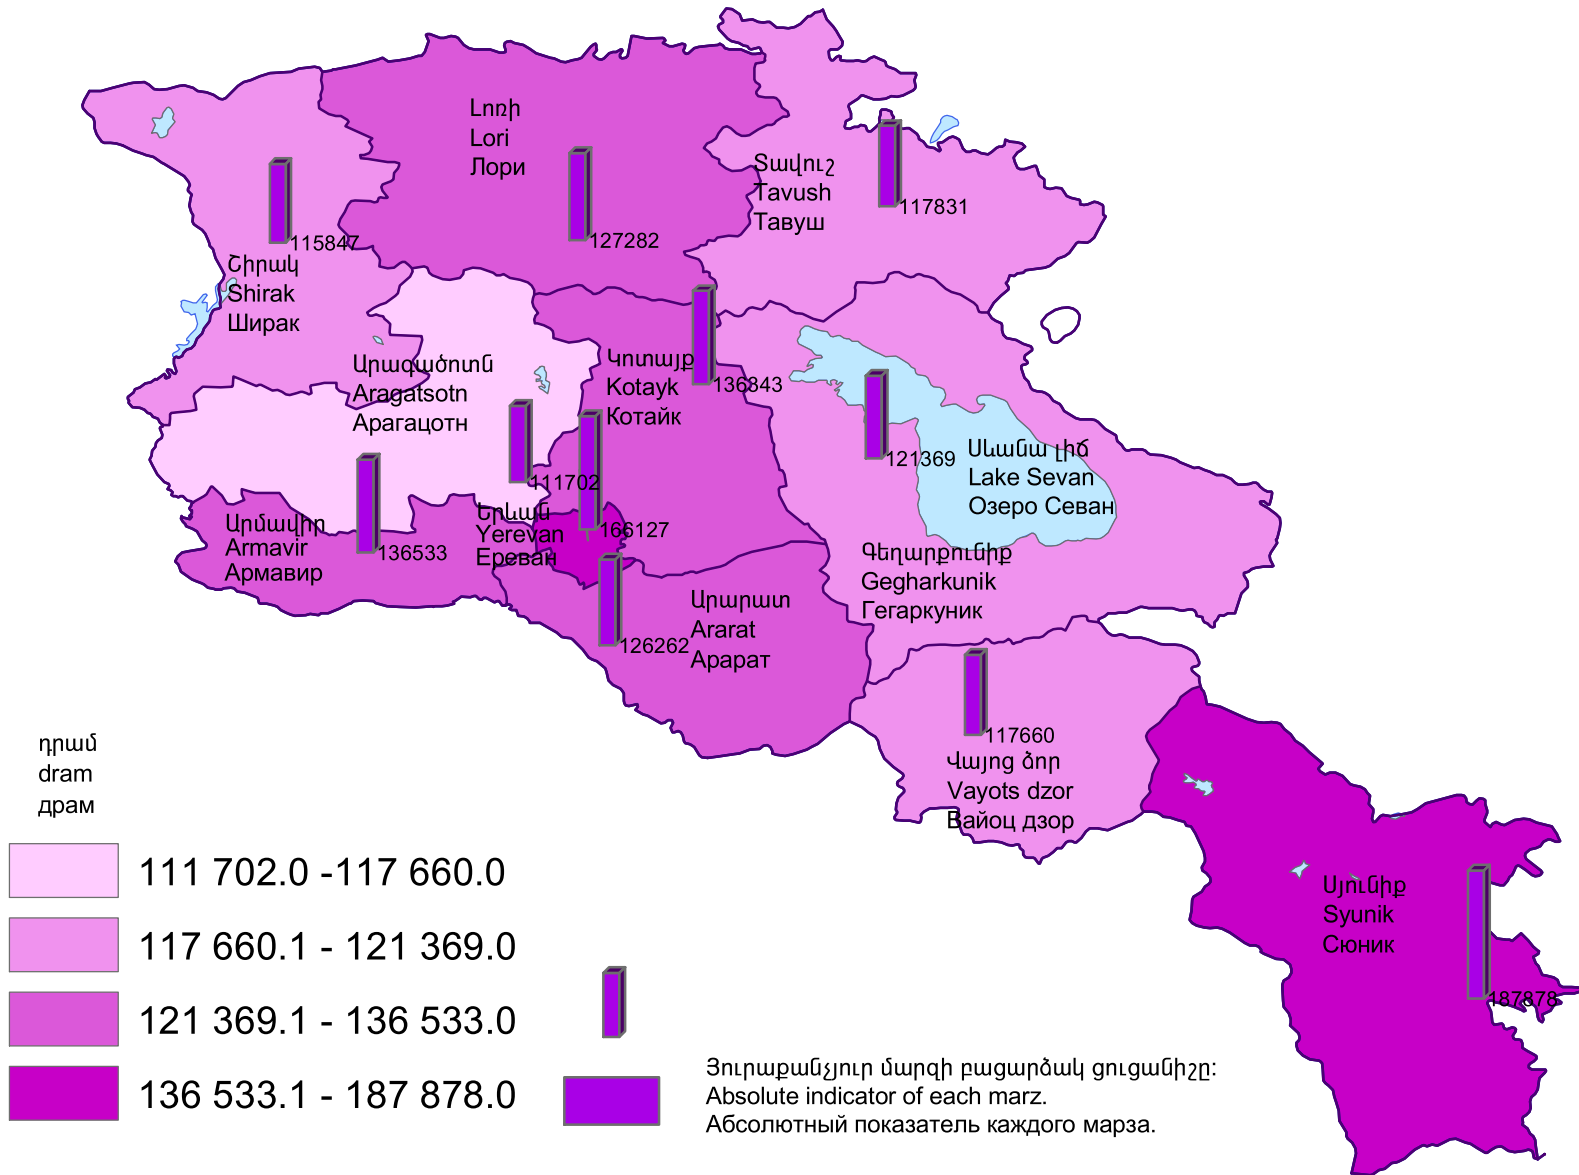 Լոռի
Lori
Лори
127282
Տավուշ
Tavush
Тавуш
117831
115847
Շիրակ
Shirak
Ширак
Արագածոտն
Aragatsotn
Арагацотн
111702
Կոտայք
Kotayk
Котайк
136343
121369
Սևանա լիճ
Lake Sevan
Озеро Севан
Գեղարքունիք
Gegharkunik
Гегаркуник
Արմավիր
Armavir
Армавир
136533
Երևան
Yerevan
Ереван
166127
126262
Արարատ
Ararat
Арарат
117660
Վայոց ձոր
Vayots dzor
Вайоц дзор
Սյունիք
Syunik
Сюник
187878
դրամ
dram
драм
111 702.0 -117 660.0
117 660.1 - 121 369.0
121 369.1 - 136 533.0
136 533.1 - 187 878.0
Յուրաքանչյուր մարզի բացարձակ ցուցանիշը:
Absolute indicator of each marz.
Абсолютный показатель каждого марза.